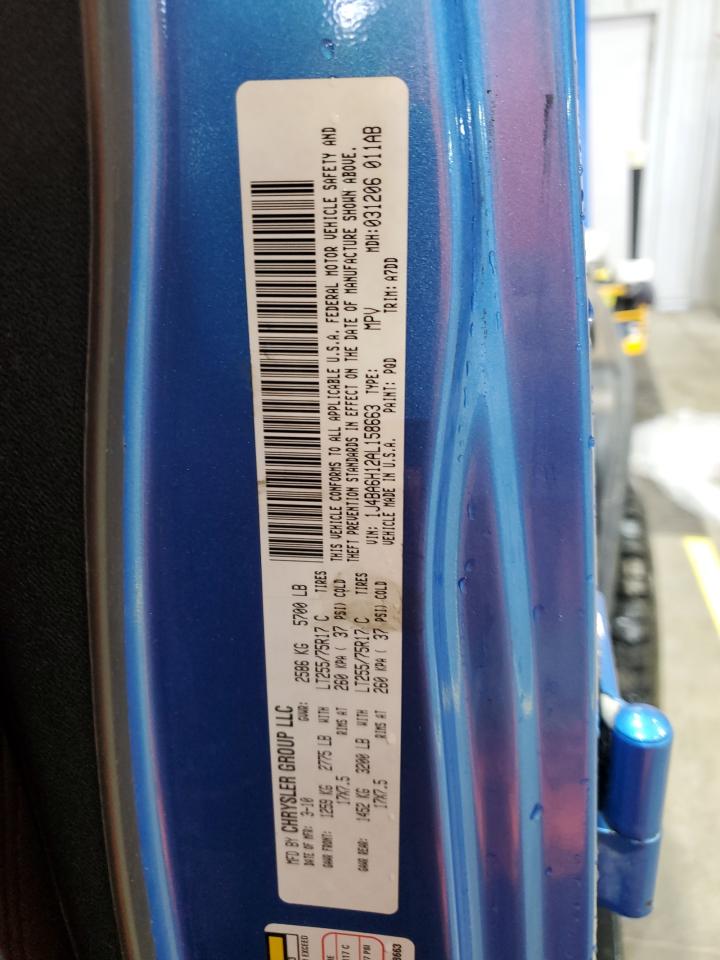 MFD BY CHRYSLER GROUP LLC
DATE OF MFR: 3-10 GVWR: 2586 KG 5700 LB
GAWR FRONT: 1259 KG 2775 LB WITH LT255/75R17 C TIRES
17X7.5 RIMS AT 260 KPA ( 37 PSI) COLD
GAWR REAR: 1452 KG 3200 LB WITH LT255/75R17 C TIRES
17X7.5 RIMS AT 260 KPA ( 37 PSI) COLD
THIS VEHICLE CONFORMS TO ALL APPLICABLE U.S.A. FEDERAL MOTOR VEHICLE SAFETY AND
THEFT PREVENTION STANDARDS IN EFFECT ON THE DATE OF MANUFACTURE SHOWN ABOVE.
VIN: 1J4BA6H12AL158663 TYPE: MPV MDH:031206 011AB
VEHICLE MADE IN U.S.A. PAINT: PQD TRIM: A7DD
EXCEED
17 C
PSI
8663